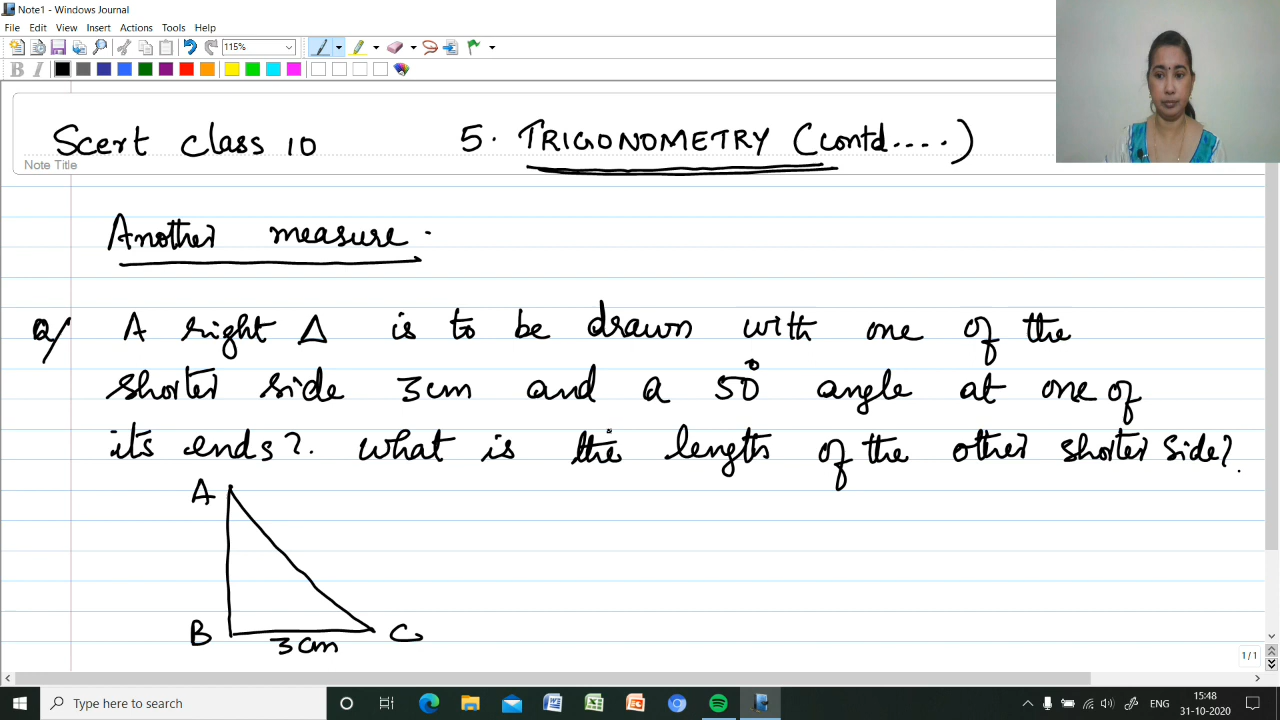 Note1 - Windows Journal
File Edit View Insert Actions Tools Help
115%
B I
Scert class 10 5. TRIGONOMETRY (contd....)
Note Title
Another measure.
Q/ A right Δ is to be drawn with one of the
shorter side 3cm and a 50° angle at one of
its ends?. What is the length of the other shorter side?.
A
B 3cm C
1/1
Type here to search
ENG
15:48
31-10-2020